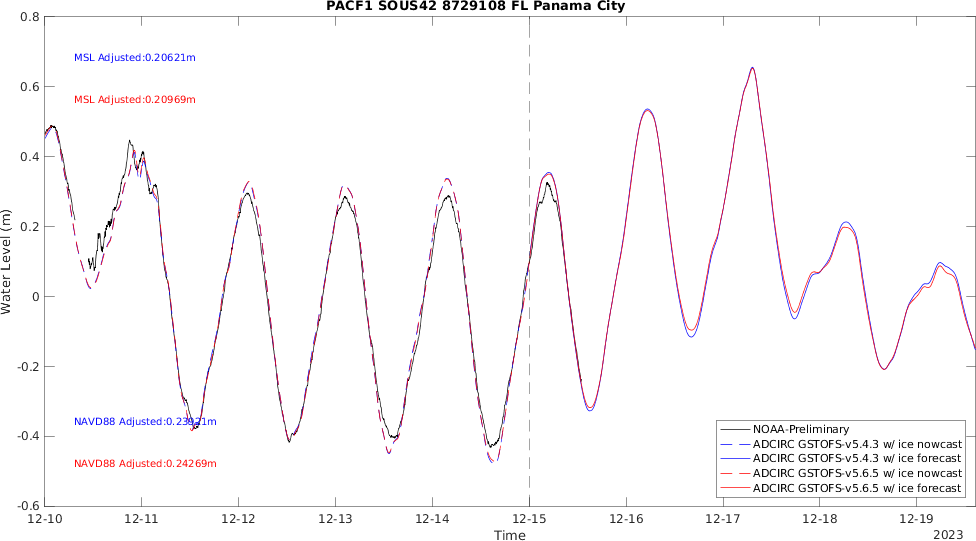 PACF1 SOUS42 8729108 FL Panama City
0.8
0.6
0.4
0.2
0
-0.2
-0.4
-0.6
Water Level (m)
MSL Adjusted:0.20621m
MSL Adjusted:0.20969m
NAVD88 Adjusted:0.23921m
NAVD88 Adjusted:0.24269m
NOAA-Preliminary
ADCIRC GSTOFS-v5.4.3 w/ ice nowcast
ADCIRC GSTOFS-v5.4.3 w/ ice forecast
ADCIRC GSTOFS-v5.6.5 w/ ice nowcast
ADCIRC GSTOFS-v5.6.5 w/ ice forecast
12-10 12-11 12-12 12-13 12-14 12-15 12-16 12-17 12-18 12-19
Time
2023